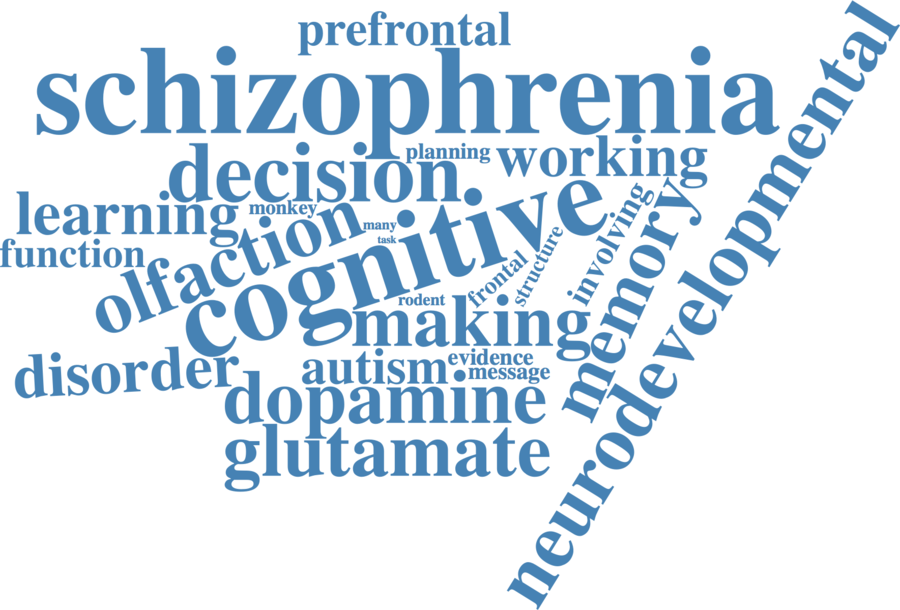 prefrontal
schizophrenia
neurodevelopmental
planning
working
decision
learning
monkey
many
task
function
olfaction
cognitive
involving
memory
structure
frontal
rodent
making
disorder
autism
evidence
message
dopamine
glutamate